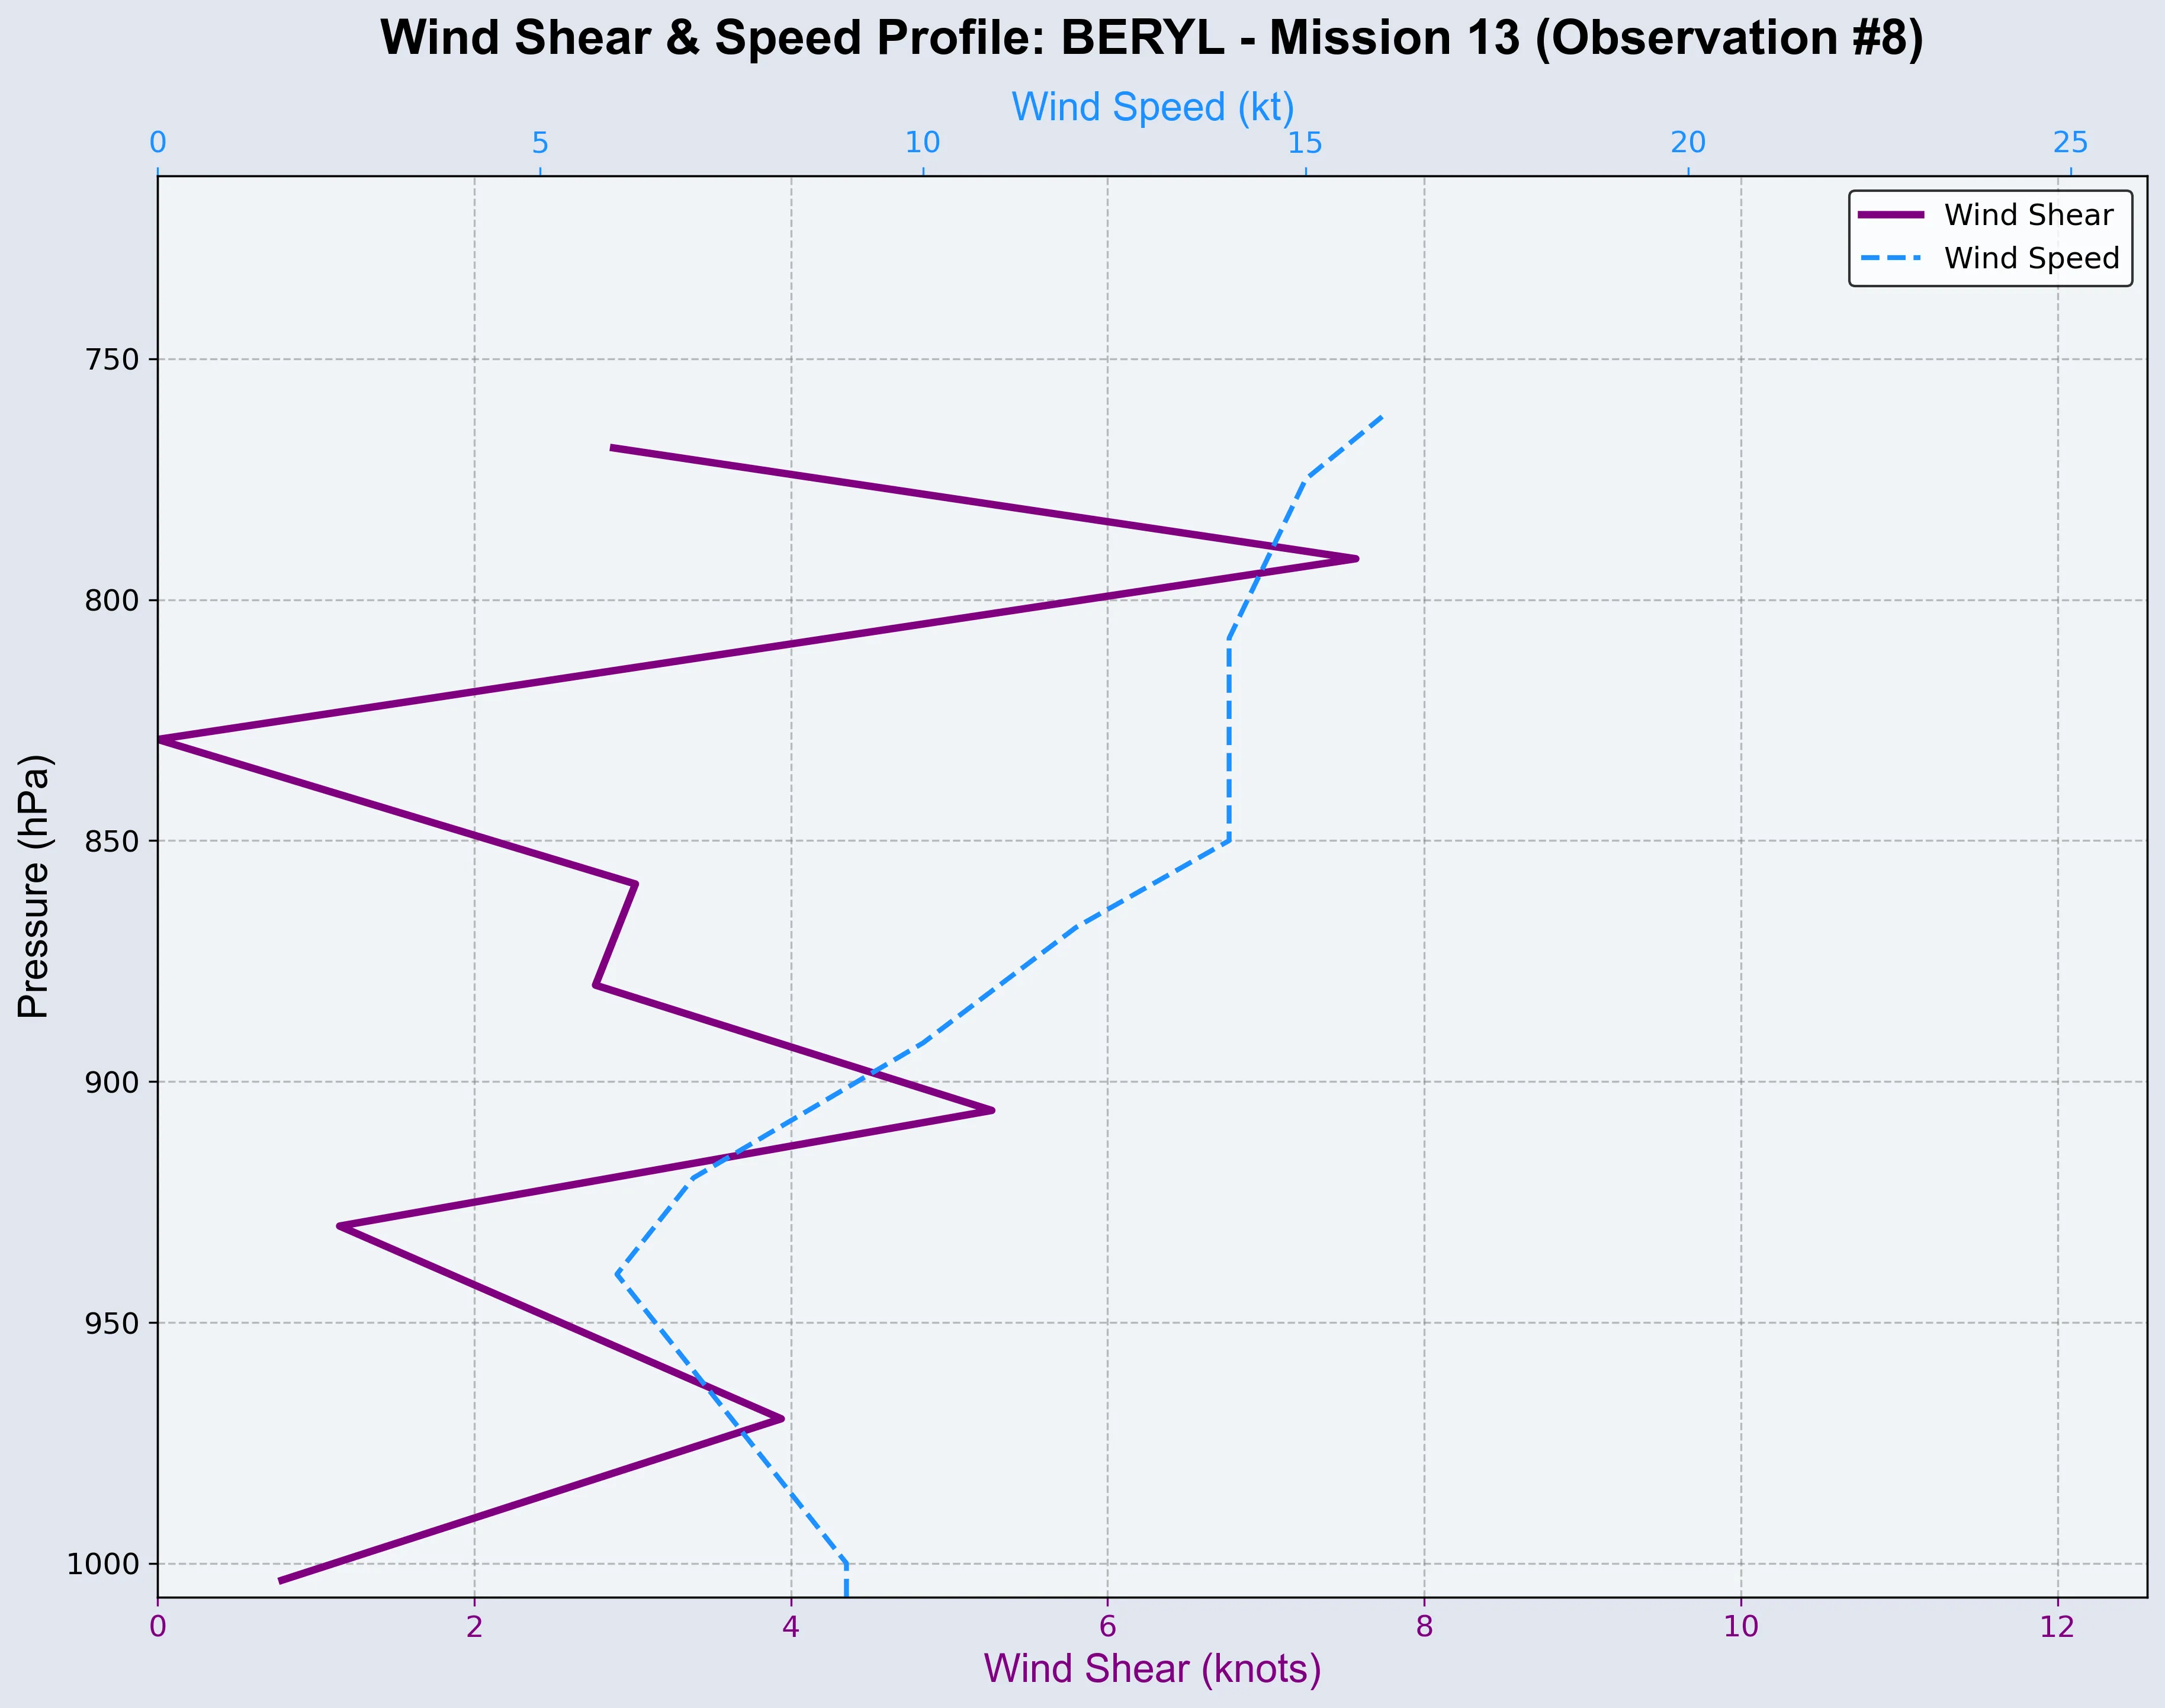 Wind Shear & Speed Profile: BERYL - Mission 13 (Observation #8)
Wind Speed (kt)
0 5 10 15 20 25
Wind Shear
Wind Speed
750
800
850
900
950
1000
Pressure (hPa)
0 2 4 6 8 10 12
Wind Shear (knots)